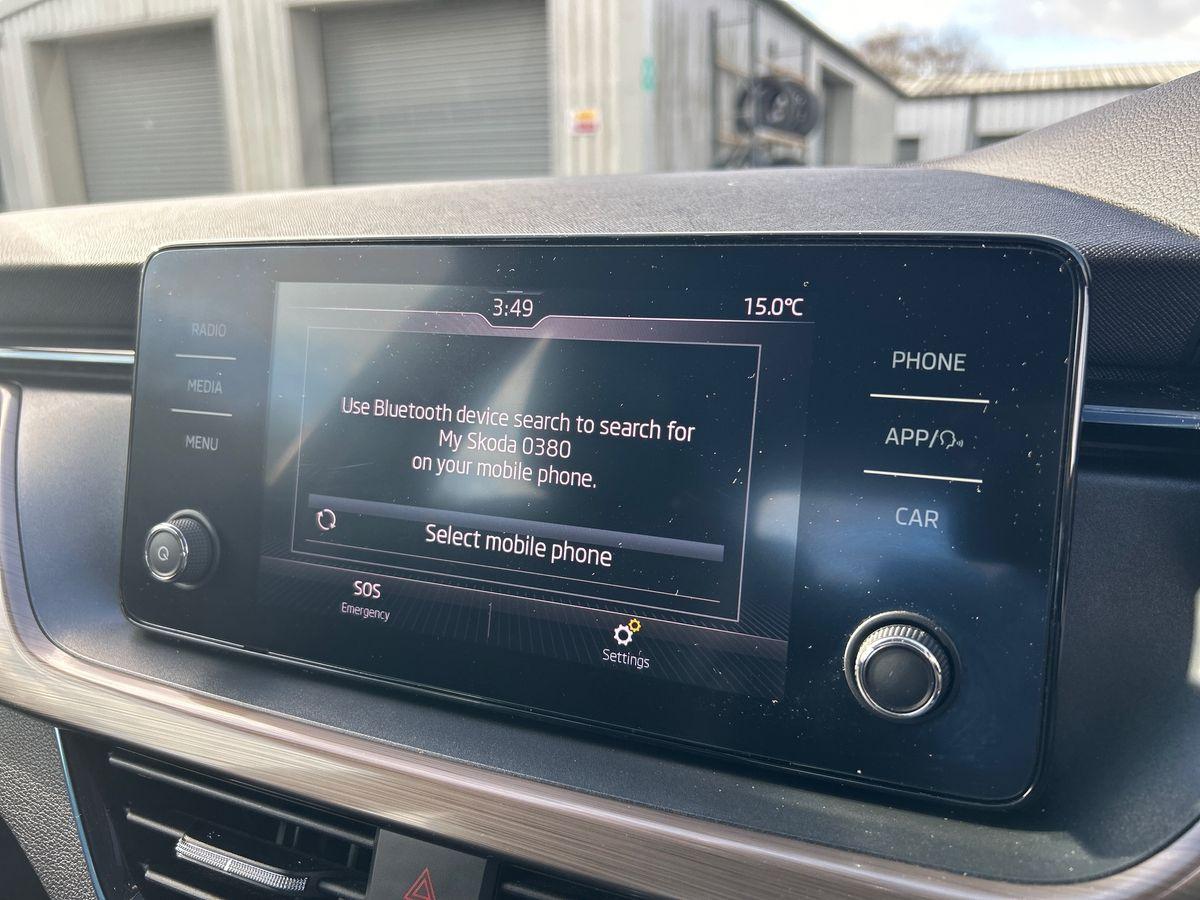 3:49
15.0°C
RADIO
MEDIA
MENU
Use Bluetooth device search to search for
My Skoda 0380
on your mobile phone.
Select mobile phone
SOS
Emergency
Settings
PHONE
APP/
CAR